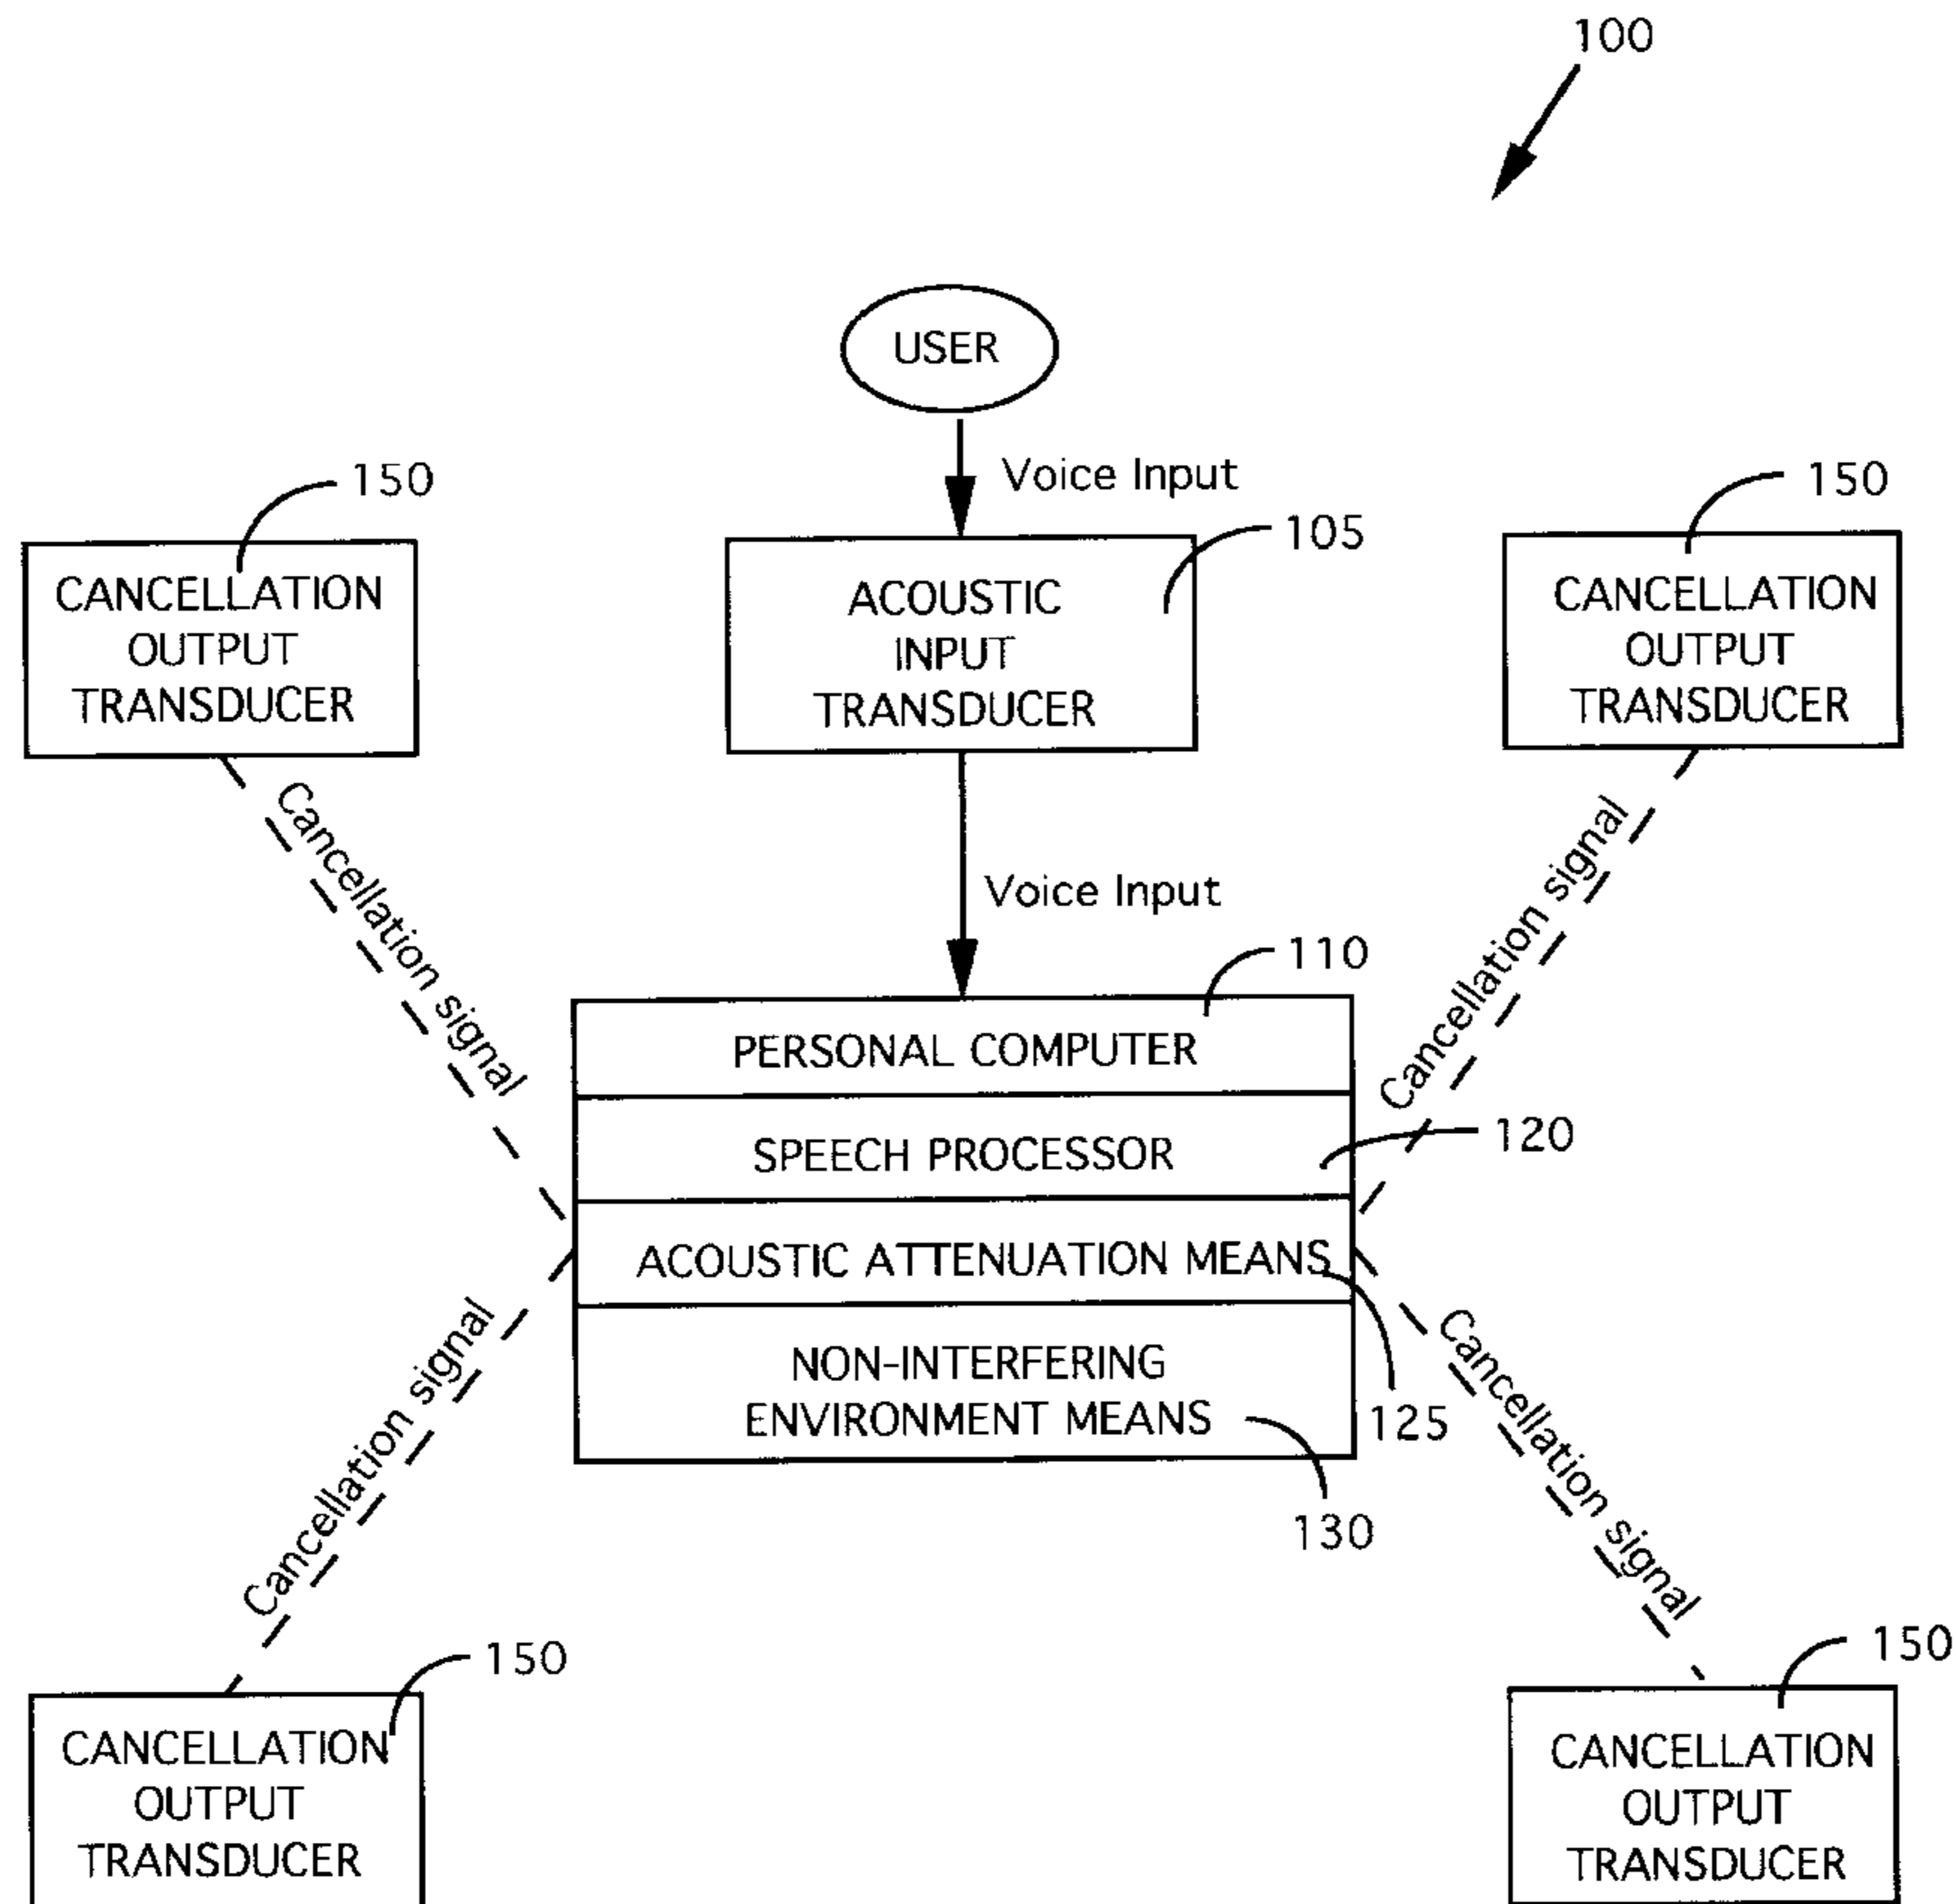 100
USER
Voice Input
150
105
150
CANCELLATION
OUTPUT
TRANSDUCER
ACOUSTIC
INPUT
TRANSDUCER
CANCELLATION
OUTPUT
TRANSDUCER
Cancellation signal
Voice Input
Cancellation signal
110
PERSONAL COMPUTER
SPEECH PROCESSOR
120
ACOUSTIC ATTENUATION MEANS
NON-INTERFERING
ENVIRONMENT MEANS
125
130
Cancellation signal
Cancellation signal
150
150
CANCELLATION
OUTPUT
TRANSDUCER
CANCELLATION
OUTPUT
TRANSDUCER